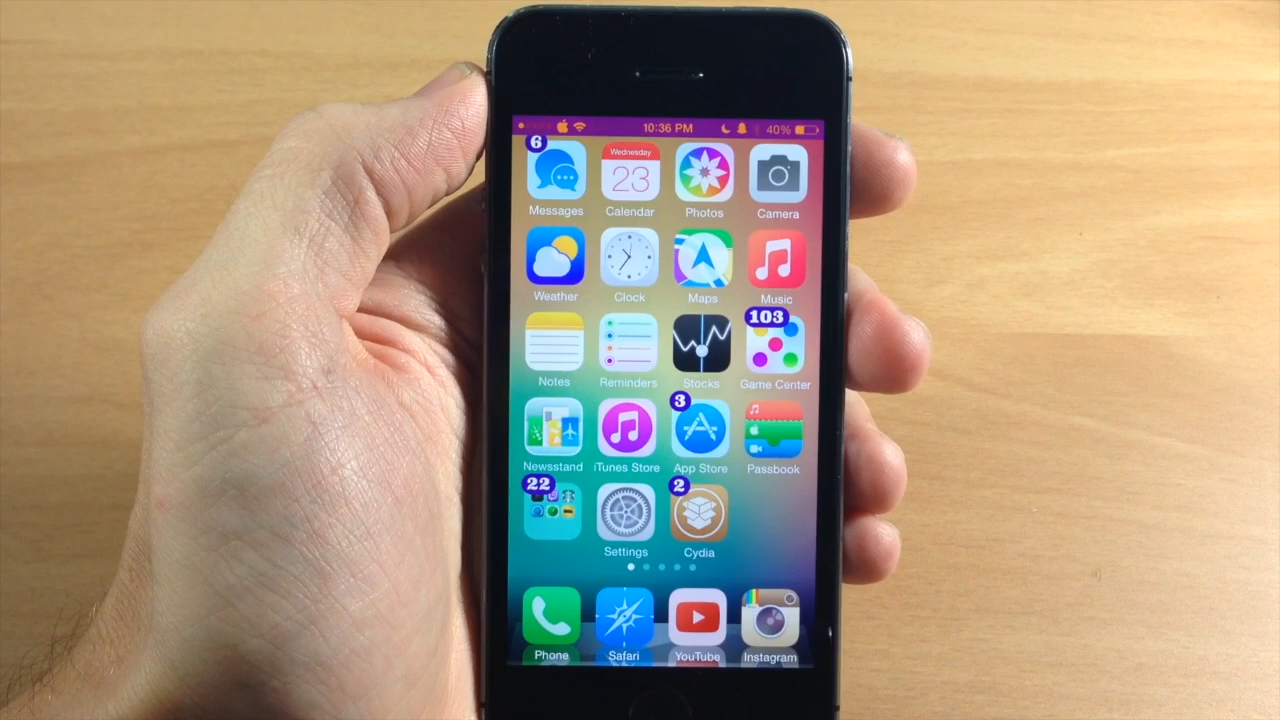 10:36 PM 40%
6
Wednesday
23
Messages Calendar Photos Camera
Weather Clock Maps Music
103
Notes Reminders Stocks Game Center
3
Newsstand iTunes Store App Store Passbook
22 2
Settings Cydia
Phone Safari YouTube Instagram